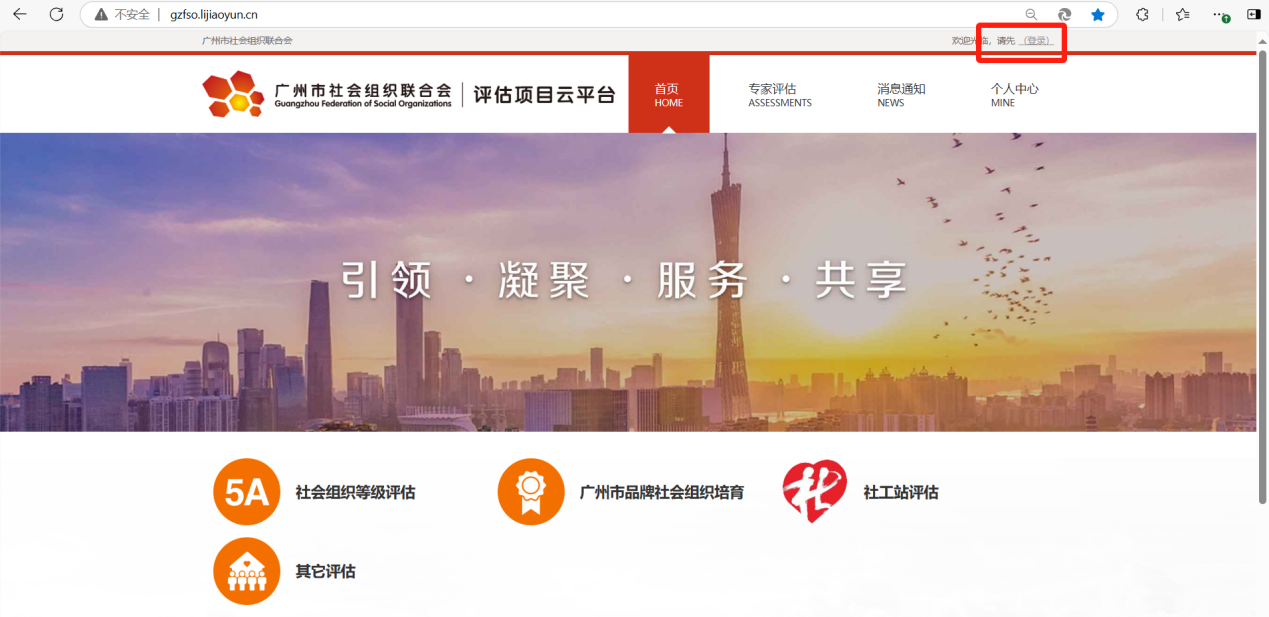 不安全 gzfso.lijiaoyun.cn
广州市社会组织联合会 欢迎光临，请先 （登录）
广州市社会组织联合会 评估项目云平台
Guangzhou Federation of Social Organizations
首页 专家评估 消息通知 个人中心
HOME ASSESSMENTS NEWS MINE
引领 · 凝聚 · 服务 · 共享
5A 社会组织等级评估 广州市品牌社会组织培育 社 社工站评估
其它评估